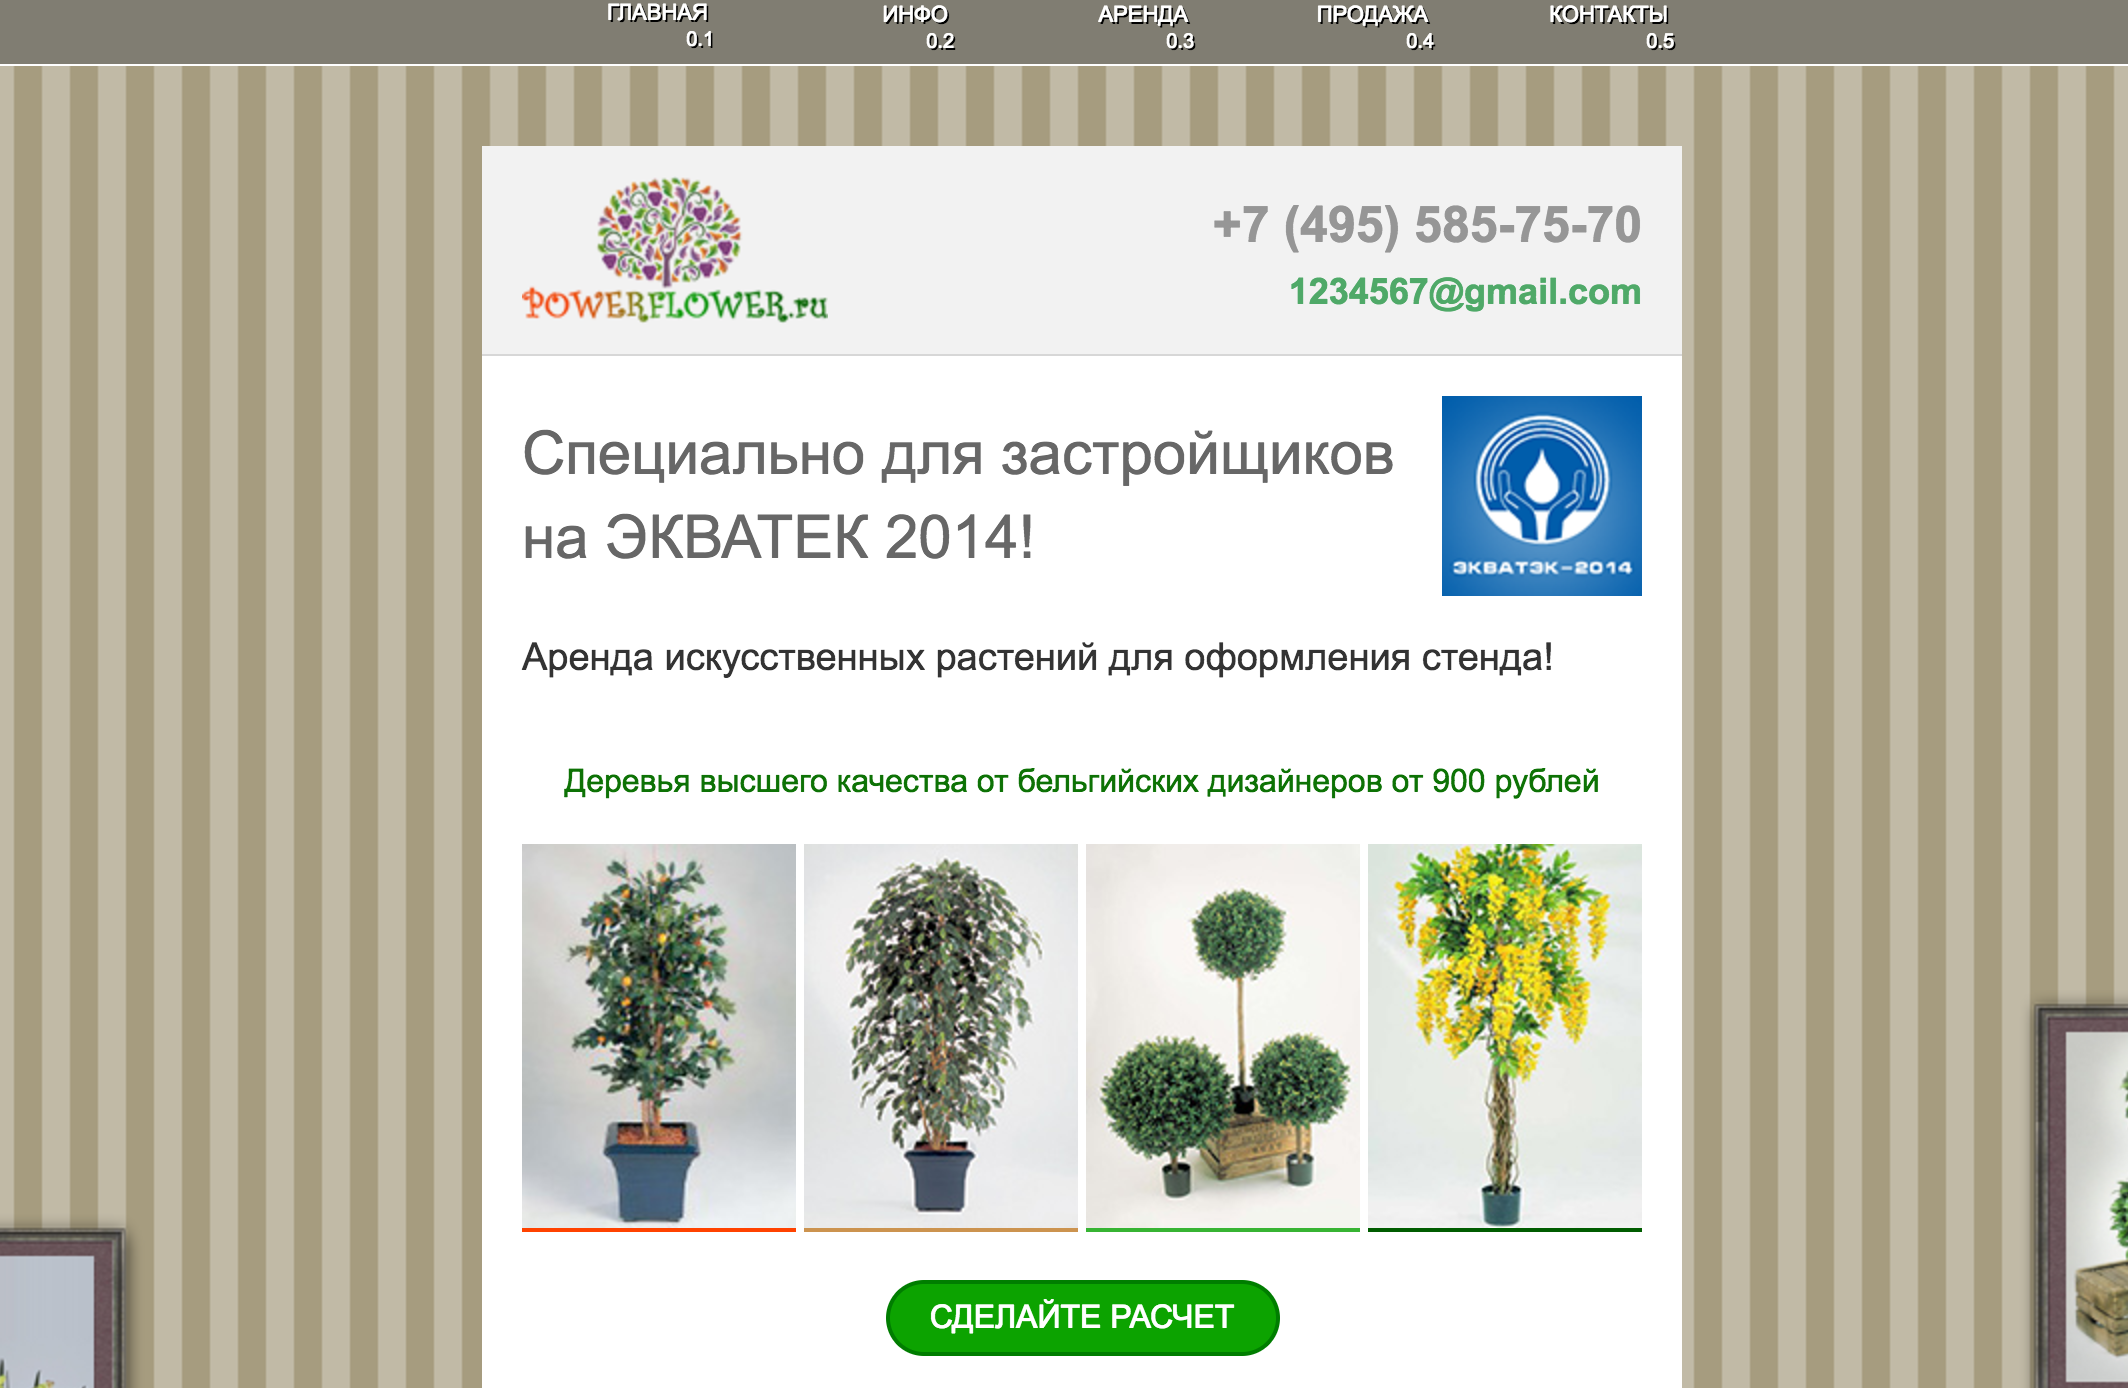 ГЛАВНАЯ
0.1
ИНФО
0.2
АРЕНДА
0.3
ПРОДАЖА
0.4
КОНТАКТЫ
0.5
POWERFLOWER.ru
+7 (495) 585-75-70
1234567@gmail.com
Специально для застройщиков
на ЭКВАТЕК 2014!
ЭКВАТЭК-2014
Аренда искусственных растений для оформления стенда!
Деревья высшего качества от бельгийских дизайнеров от 900 рублей
СДЕЛАЙТЕ РАСЧЕТ